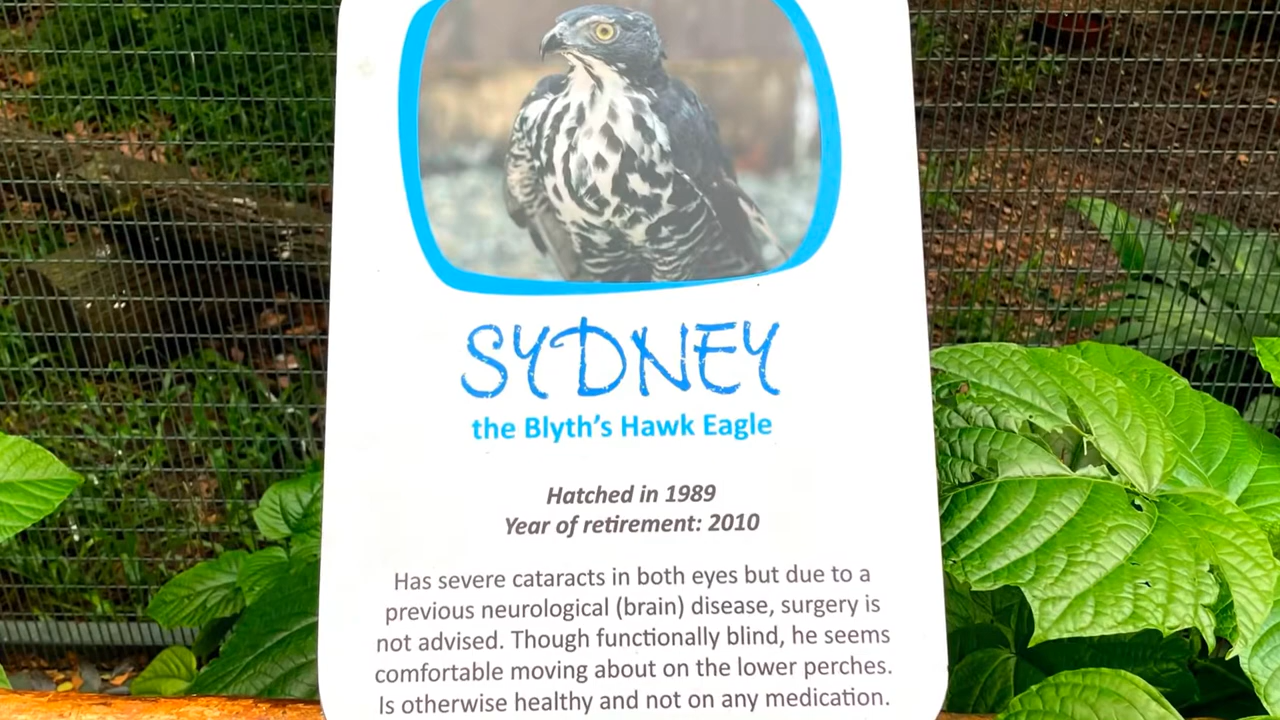 SYDNEY
the Blyth's Hawk Eagle
Hatched in 1989
Year of retirement: 2010
Has severe cataracts in both eyes but due to a
previous neurological (brain) disease, surgery is
not advised. Though functionally blind, he seems
comfortable moving about on the lower perches.
Is otherwise healthy and not on any medication.